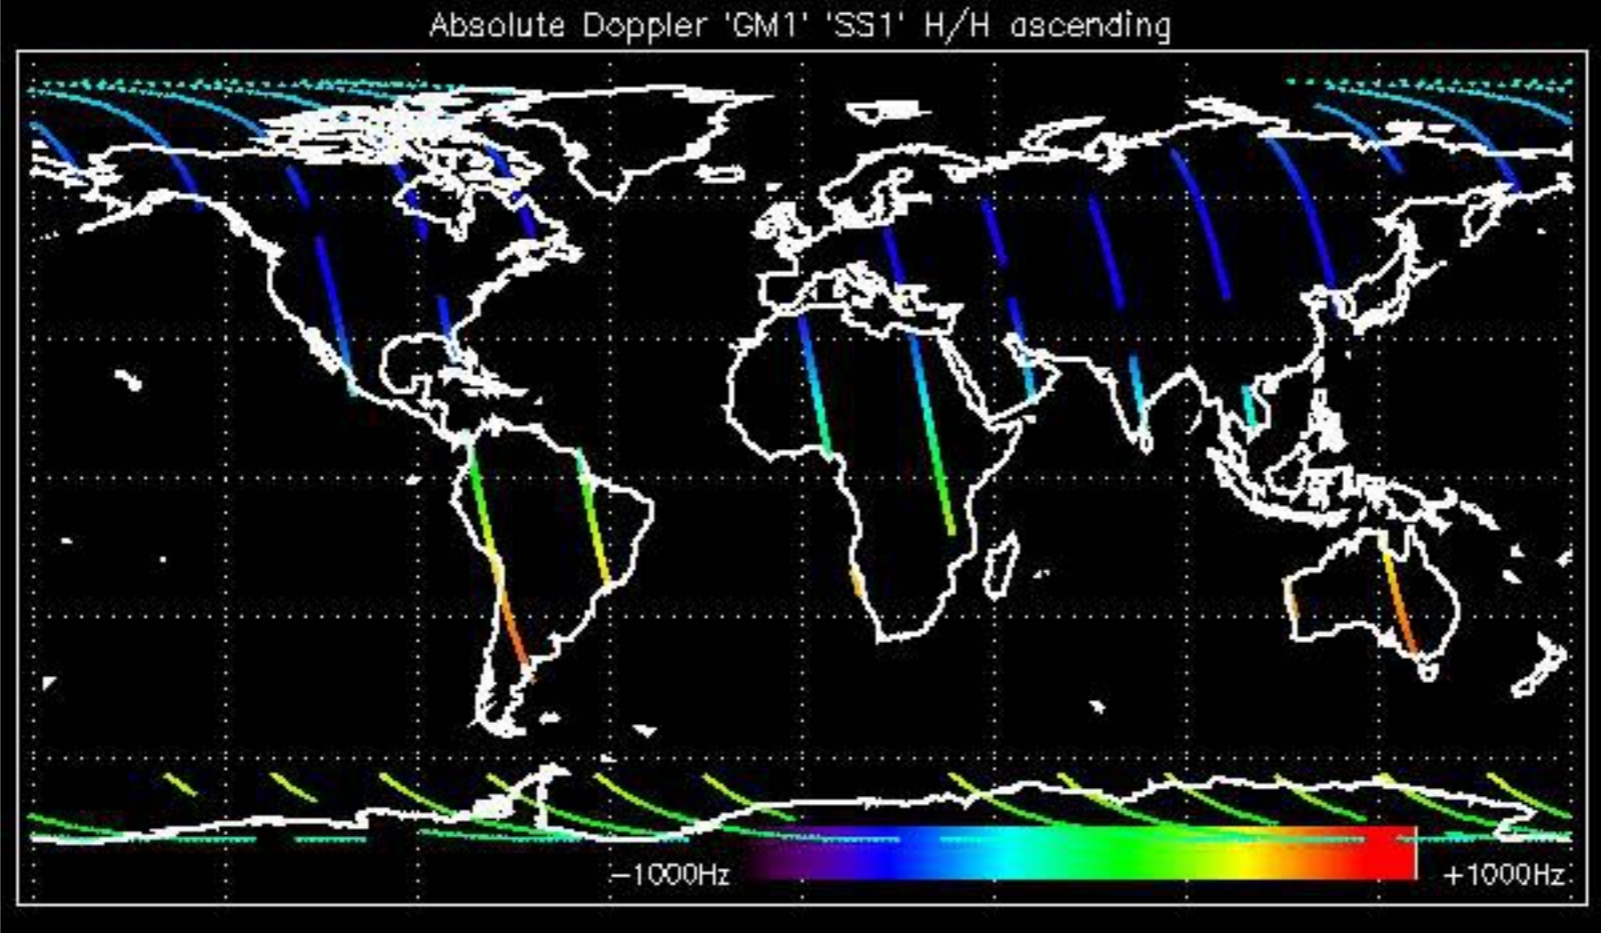 Absolute Doppler 'GM1' 'SS1' H/H ascending
−1000Hz
+1000Hz